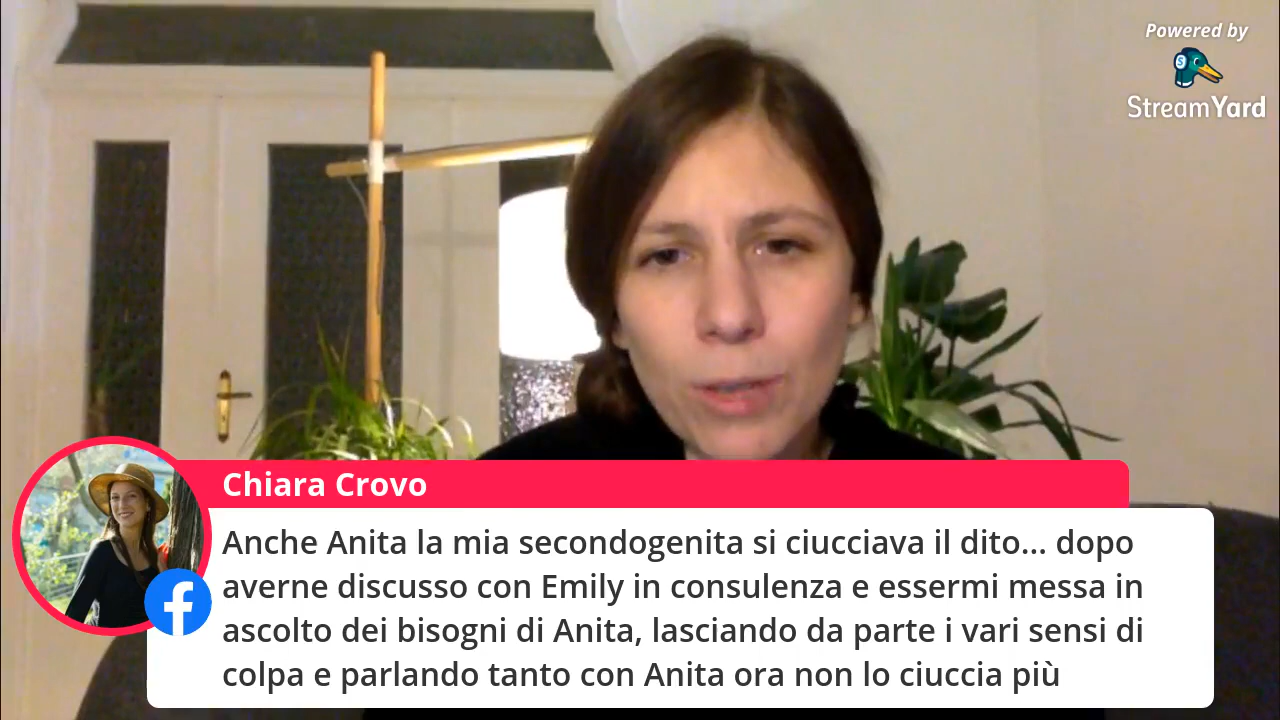 Powered by
StreamYard
Chiara Crovo
Anche Anita la mia secondogenita si ciucciava il dito... dopo
averne discusso con Emily in consulenza e essermi messa in
ascolto dei bisogni di Anita, lasciando da parte i vari sensi di
colpa e parlando tanto con Anita ora non lo ciuccia più